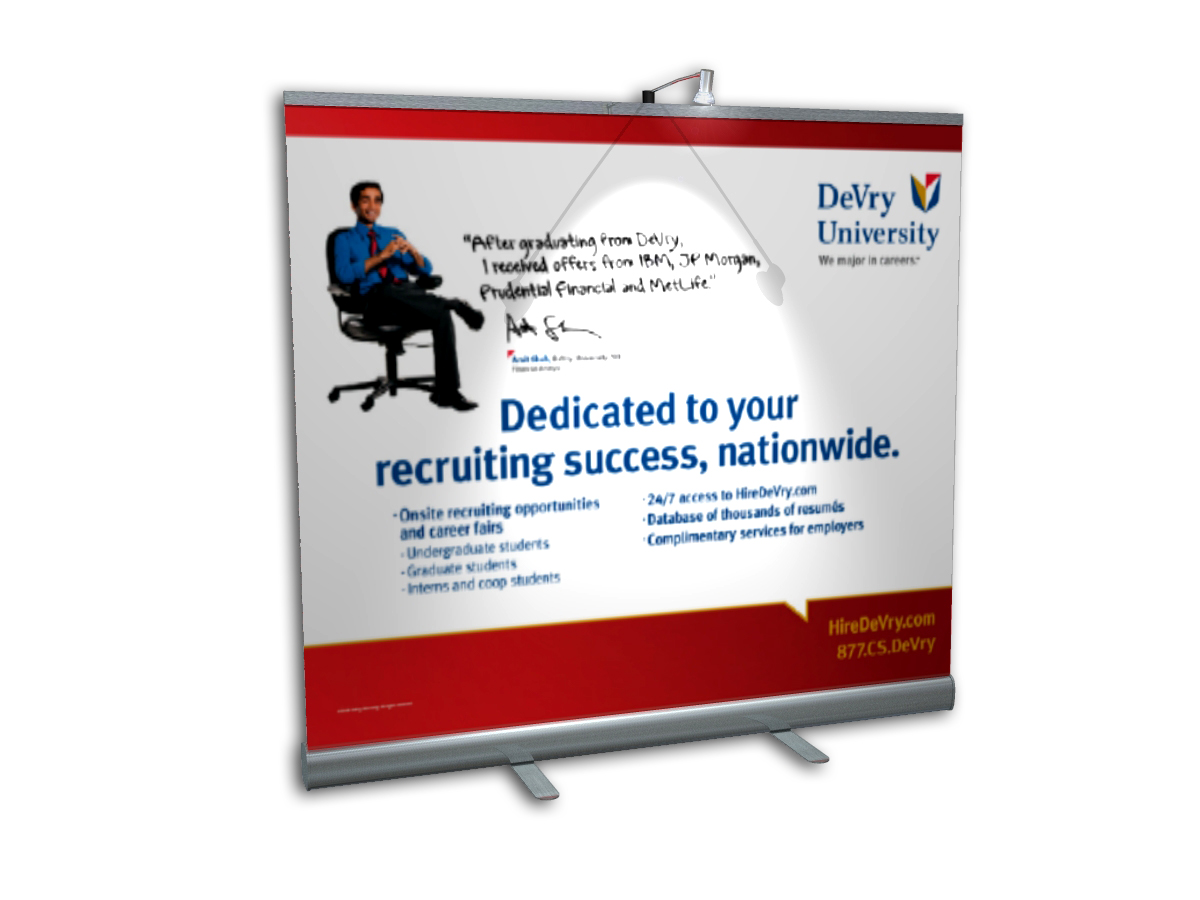 "After graduating from DeVry,
I received offers from IBM, JP Morgan,
Prudential Financial and MetLife."
DeVry
University
We major in careers.™
Dedicated to your
recruiting success, nationwide.
· Onsite recruiting opportunities
and career fairs
- Undergraduate students
- Graduate students
- Interns and coop students
· 24/7 access to HireDeVry.com
· Database of thousands of resumés
· Complimentary services for employers
HireDeVry.com
877.CS.DeVry